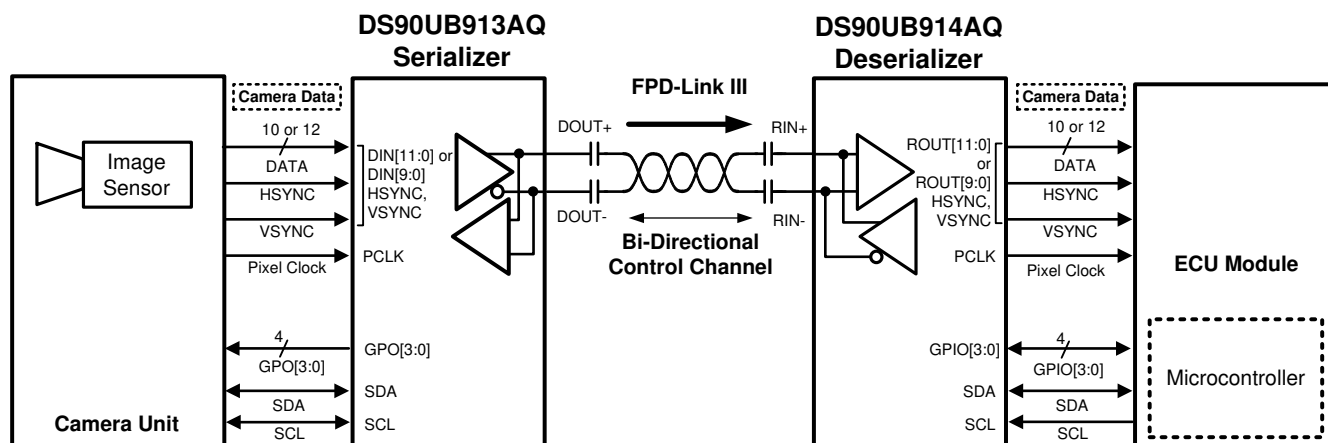 DS90UB913AQ
Serializer
DS90UB914AQ
Deserializer
Camera Data
FPD-Link III
Camera Data
10 or 12
DATA
HSYNC
VSYNC
Pixel Clock
Image
Sensor
DIN[11:0] or
DIN[9:0]
HSYNC,
VSYNC
PCLK
DOUT+
DOUT-
RIN+
RIN-
Bi-Directional
Control Channel
ROUT[11:0]
or
ROUT[9:0]
HSYNC,
VSYNC
PCLK
10 or 12
DATA
HSYNC
VSYNC
Pixel Clock
ECU Module
4
GPO[3:0]
SDA
SCL
GPO[3:0]
SDA
SCL
Camera Unit
GPIO[3:0]
SDA
SCL
4
GPIO[3:0]
SDA
SCL
Microcontroller